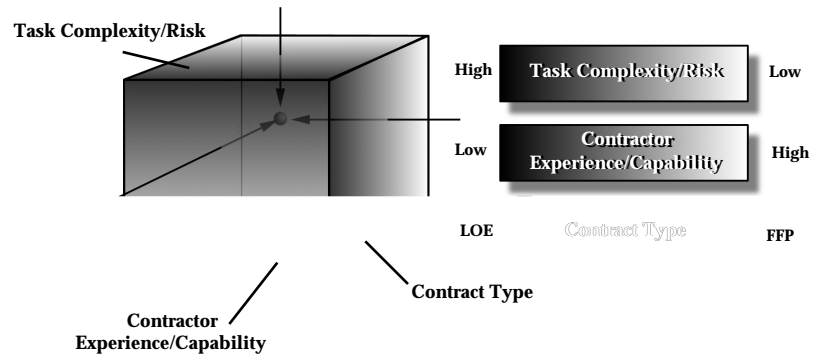 Task Complexity/Risk
High
Task Complexity/Risk
Low
Low
Contractor
Experience/Capability
High
LOE
Contract Type
FFP
Contract Type
Contractor
Experience/Capability